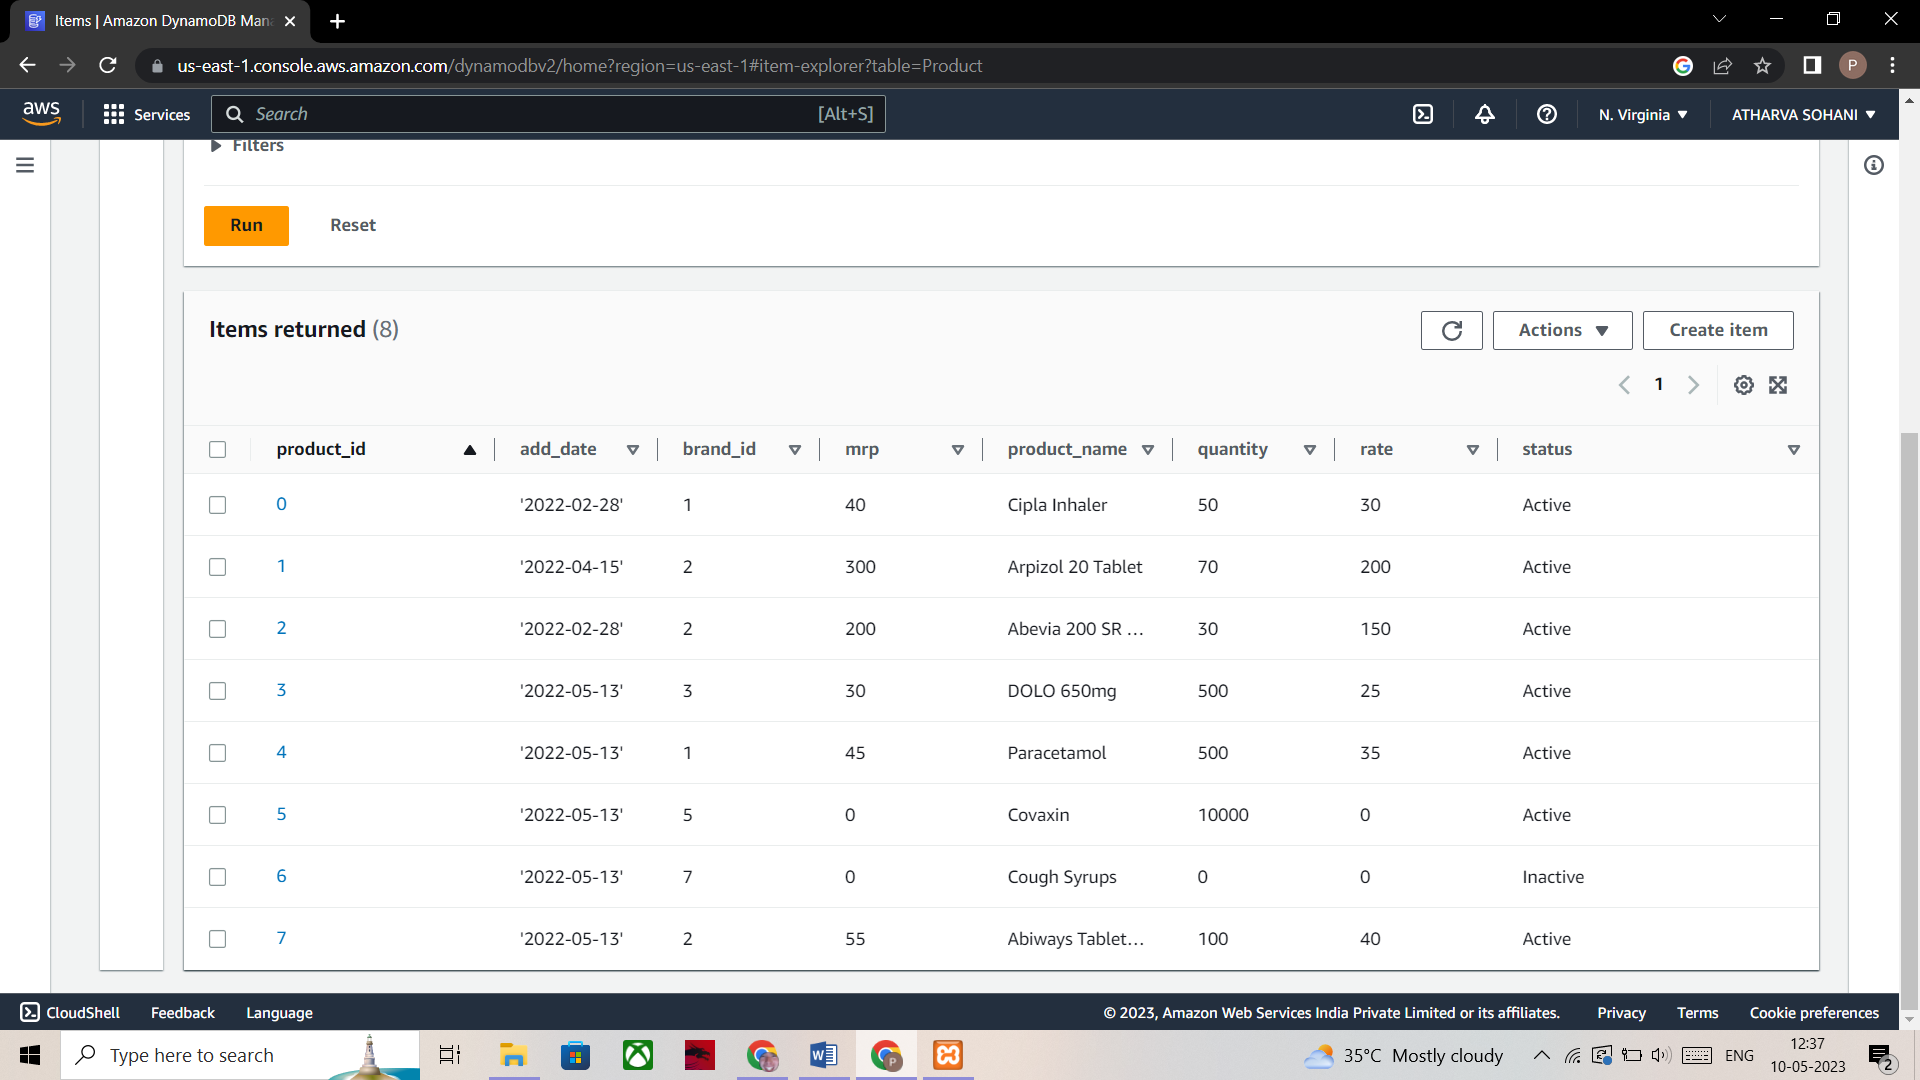 Items | Amazon DynamoDB Man
us-east-1.console.aws.amazon.com/dynamodbv2/home?region=us-east-1#item-explorer?table=Product
P
aws Services Search [Alt+S] N. Virginia ATHARVA SOHANI
Filters
Run Reset
Items returned (8) Actions Create item
1
product_id add_date brand_id mrp product_name quantity rate status
0 '2022-02-28' 1 40 Cipla Inhaler 50 30 Active
1 '2022-04-15' 2 300 Arpizol 20 Tablet 70 200 Active
2 '2022-02-28' 2 200 Abevia 200 SR ... 30 150 Active
3 '2022-05-13' 3 30 DOLO 650mg 500 25 Active
4 '2022-05-13' 1 45 Paracetamol 500 35 Active
5 '2022-05-13' 5 0 Covaxin 10000 0 Active
6 '2022-05-13' 7 0 Cough Syrups 0 0 Inactive
7 '2022-05-13' 2 55 Abiways Tablet... 100 40 Active
CloudShell Feedback Language © 2023, Amazon Web Services India Private Limited or its affiliates. Privacy Terms Cookie preferences
Type here to search 35°C Mostly cloudy ENG 12:37
10-05-2023 2